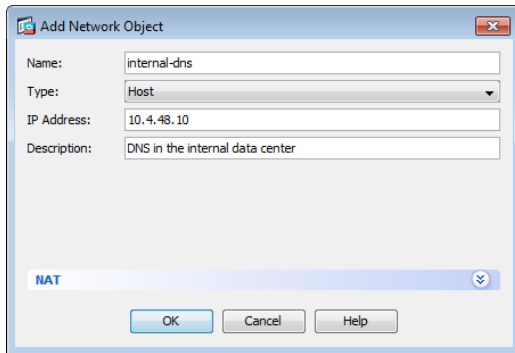 Add Network Object
Name: internal-dns
Type: Host
IP Address: 10.4.48.10
Description: DNS in the internal data center
NAT
OK Cancel Help